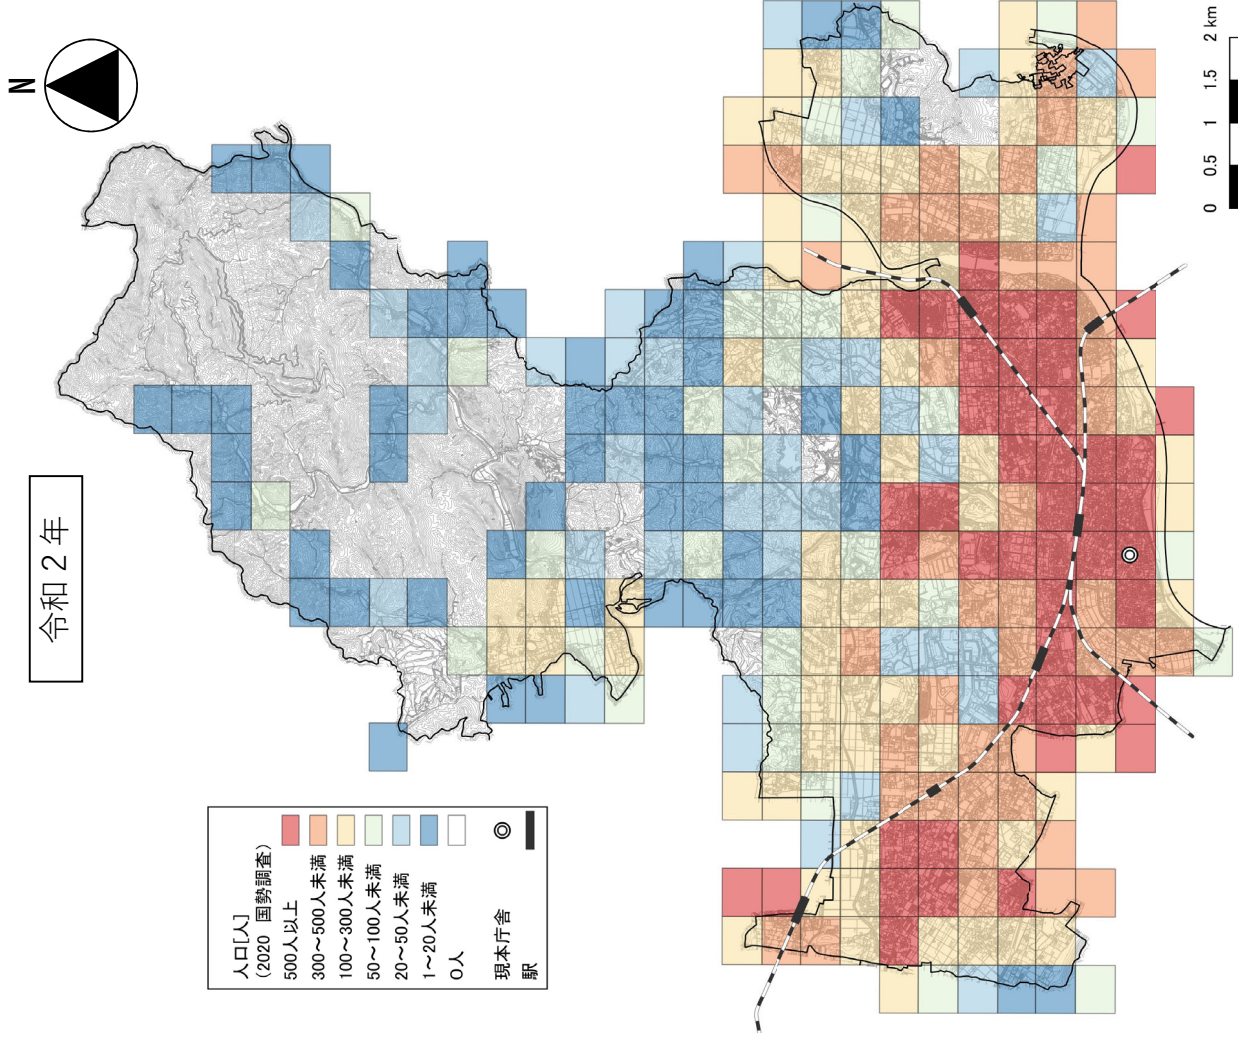 N
令和２年
人口[人]
（2020　国勢調査）
500人以上
300～500人未満
100～300人未満
50～100人未満
20～50人未満
1～20人未満
0人
現本庁舎
駅
0 0.5 1 1.5 2 km